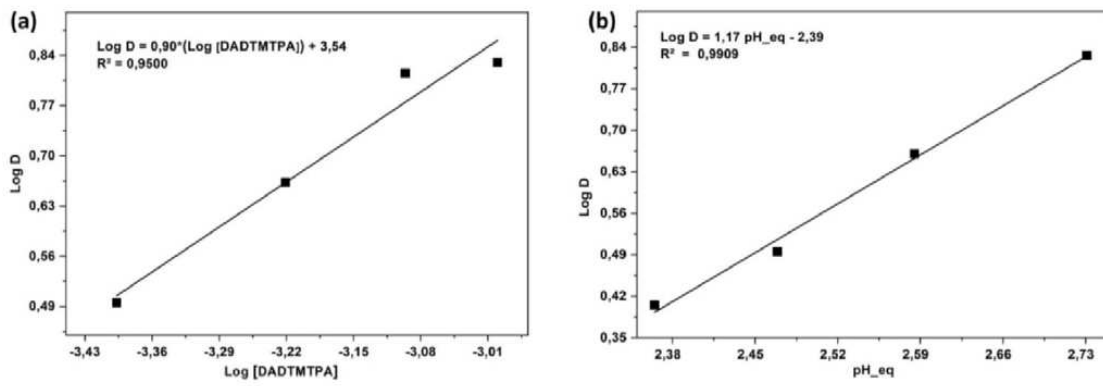 (a)
Log D = 0,90*(Log [DADTMTPA]) + 3,54
R² = 0,9500
0,84
0,77
0,70
0,63
0,56
0,49
Log D
-3,43 -3,36 -3,29 -3,22 -3,15 -3,08 -3,01
Log [DADTMTPA]
(b)
Log D = 1,17 pH_eq - 2,39
R² = 0,9909
0,84
0,77
0,70
0,63
0,56
0,49
0,42
0,35
Log D
2,38 2,45 2,52 2,59 2,66 2,73
pH_eq